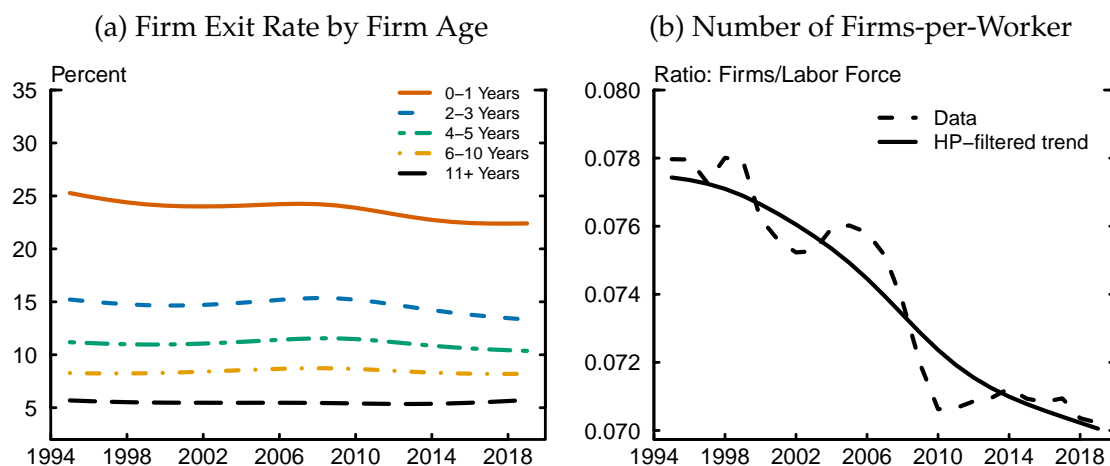 (a) Firm Exit Rate by Firm Age
Percent
35
30
25
20
15
10
5
1994 1998 2002 2006 2010 2014 2018
0–1 Years
2–3 Years
4–5 Years
6–10 Years
11+ Years
(b) Number of Firms-per-Worker
Ratio: Firms/Labor Force
0.080
0.078
0.076
0.074
0.072
0.070
1994 1998 2002 2006 2010 2014 2018
Data
HP–filtered trend